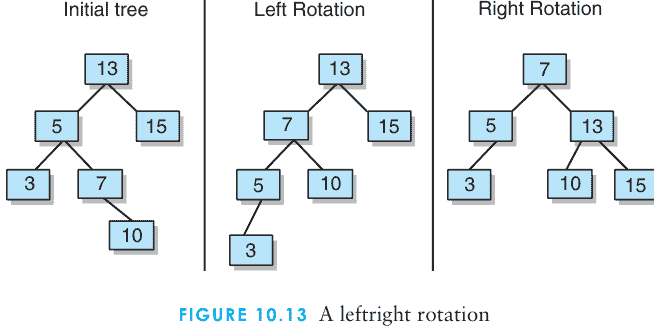 Initial tree
13
5 15
3 7
10
Left Rotation
13
7 15
5 10
3
Right Rotation
7
5 13
3 10 15
FIGURE 10.13 A leftright rotation